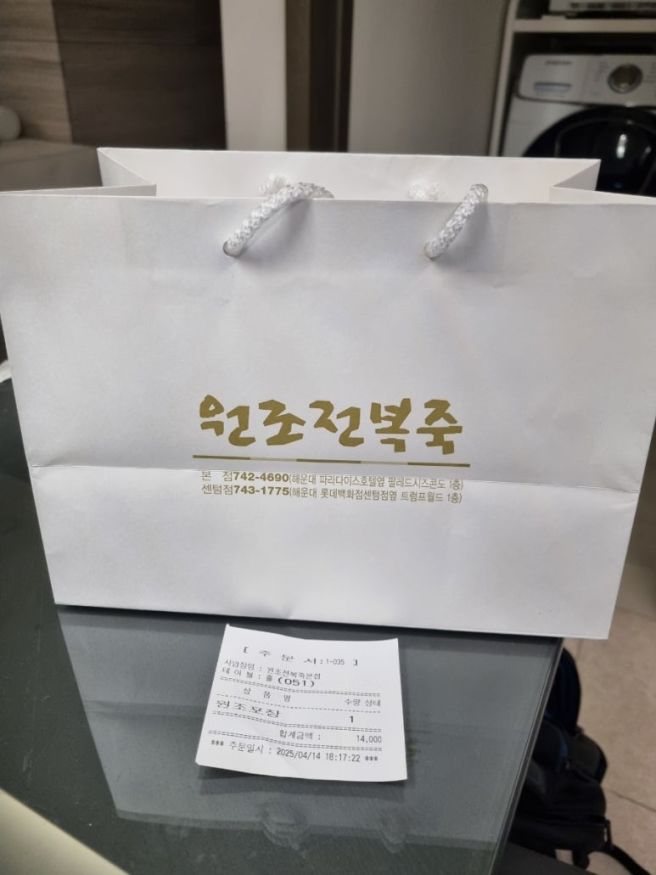 원조전복죽
본 점742-4690(해운대 파라다이스호텔옆 팔레드시즈콘도 1층)
센텀점743-1775(해운대 롯데백화점센텀점옆 트럼프월드 1층)
[ 주 문 서:1-035 ]
사업장명 : 원조전복죽본점
테 이 블 : 홀 (051)
상 품 명 수량 상태
원조포장 1
합계금액 : 14,000
*** 주문일시 : 2025/04/14 18:17:22 ***